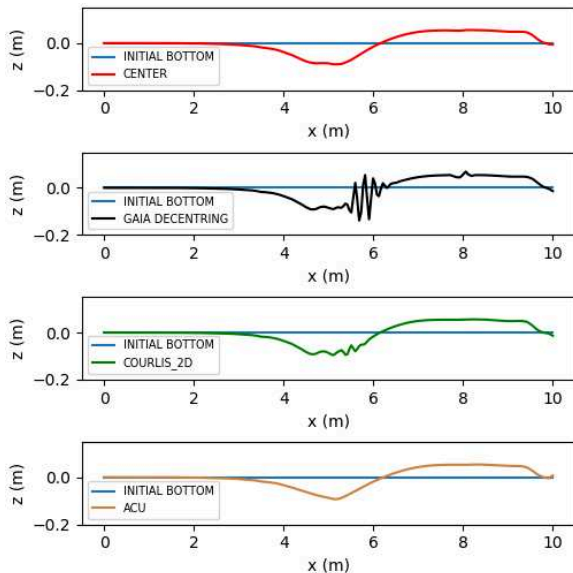 z (m)
0.0
−0.2
INITIAL BOTTOM
CENTER
0 2 4 6 8 10
x (m)
z (m)
0.0
−0.2
INITIAL BOTTOM
GAIA DECENTRING
0 2 4 6 8 10
x (m)
z (m)
0.0
−0.2
INITIAL BOTTOM
COURLIS_2D
0 2 4 6 8 10
x (m)
z (m)
0.0
−0.2
INITIAL BOTTOM
ACU
0 2 4 6 8 10
x (m)